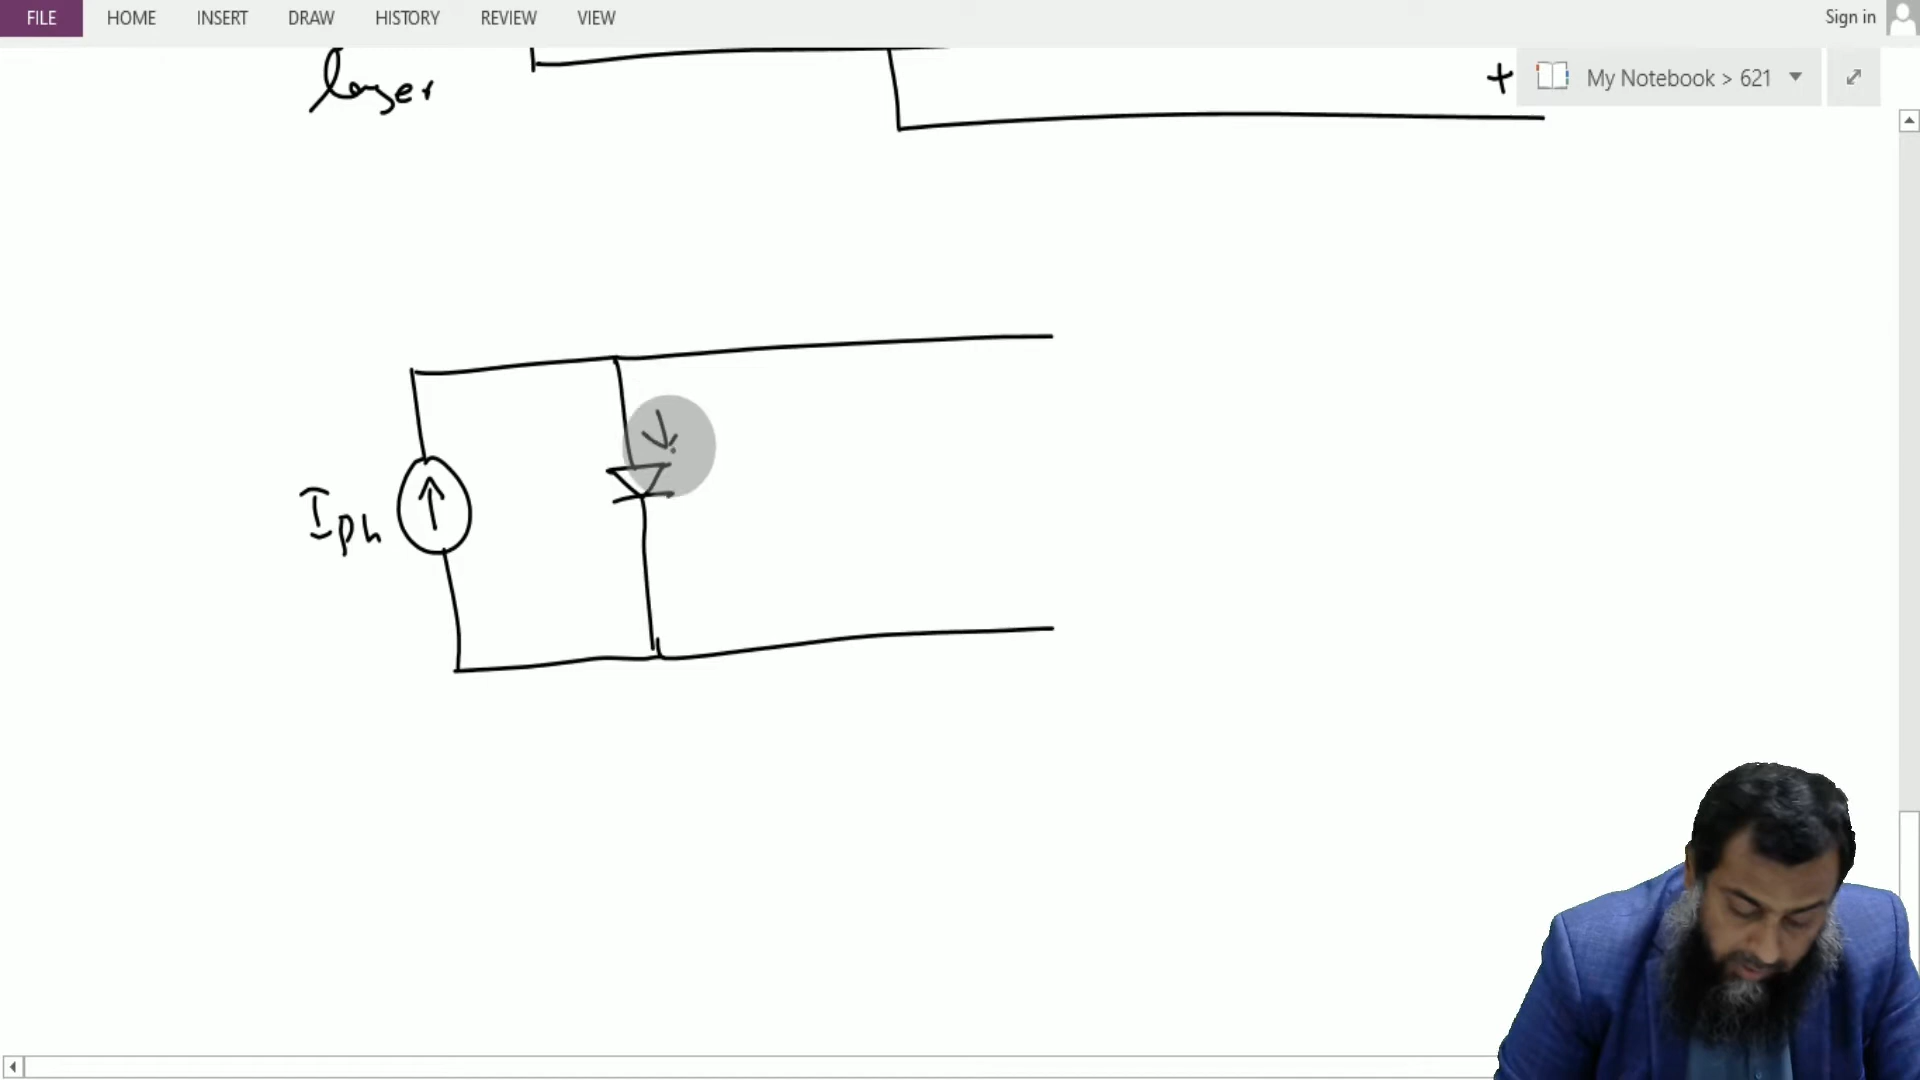 FILE HOME INSERT DRAW HISTORY REVIEW VIEW Sign in
layer
+ My Notebook > 621
Iph